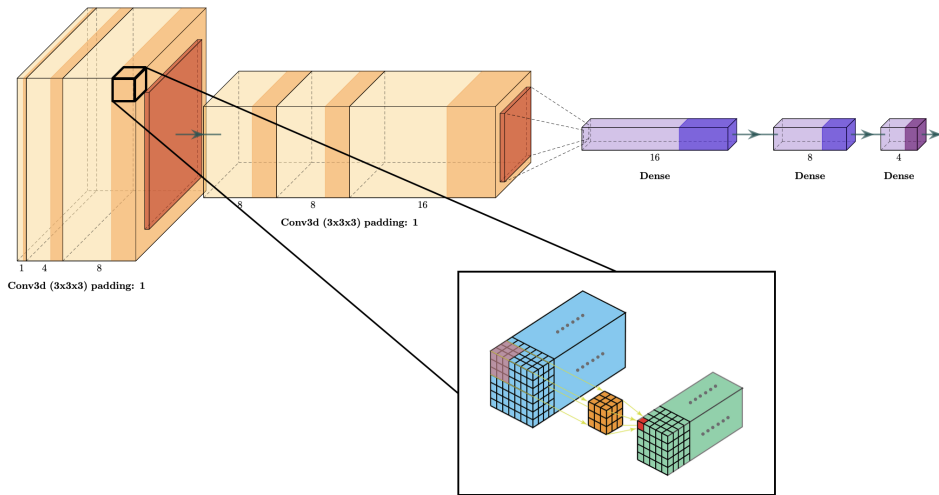 16
8
4
Dense
Dense
Dense
8
8
16
Conv3d (3x3x3) padding: 1
1
4
8
Conv3d (3x3x3) padding: 1